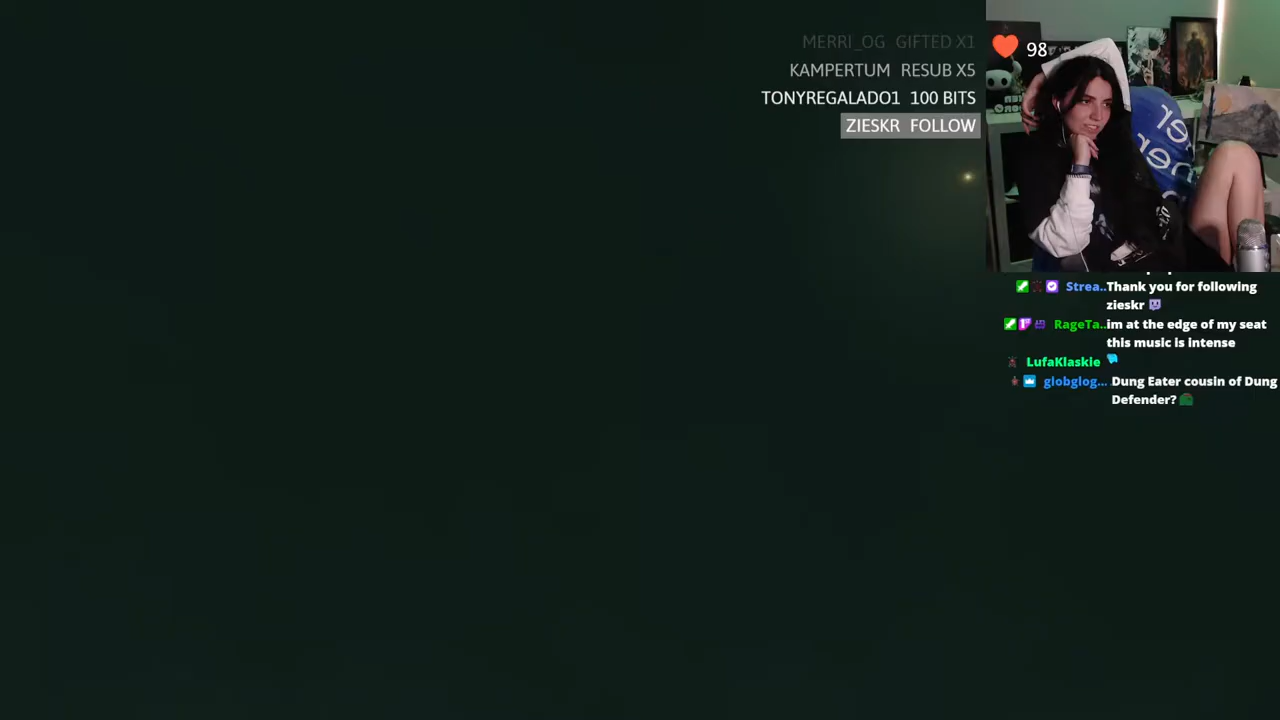 MERRI_OG GIFTED X1
KAMPERTUM RESUB X5
TONYREGALADO1 100 BITS
ZIESKR FOLLOW
98
Strea..Thank you for following
zieskr
RageTa..im at the edge of my seat
this music is intense
LufaKlaskie
globglog... Dung Eater cousin of Dung
Defender?